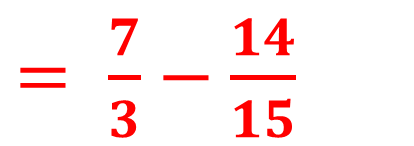 = 7/3 − 14/15